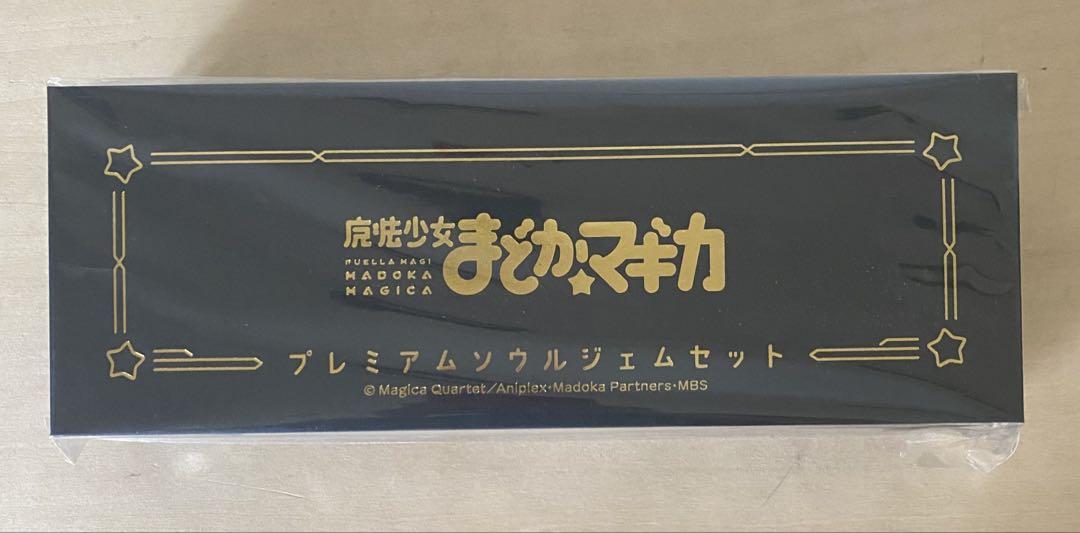 魔法少女まどか☆マギカ
PUELLA MAGI
MADOKA
MAGICA
プレミアムソウルジェムセット
© Magica Quartet/Aniplex・Madoka Partners・MBS